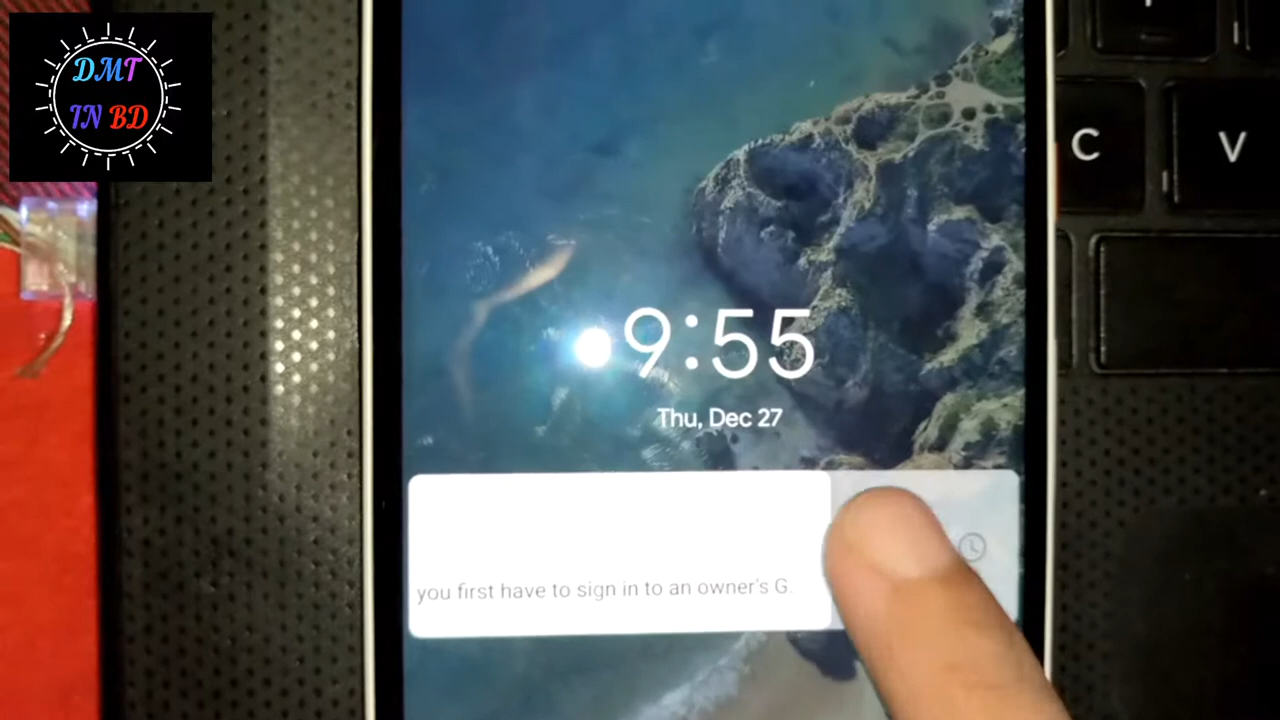 DMT
IN BD
9:55
Thu, Dec 27
you first have to sign in to an owner's G.
C
V